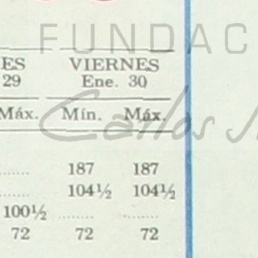 FUNDAC
ES VIERNES
29 Ene. 30
Máx. Mín. Máx.
........ 187 187
........ 104½ 104½
100½ ........ ........
72 72 72